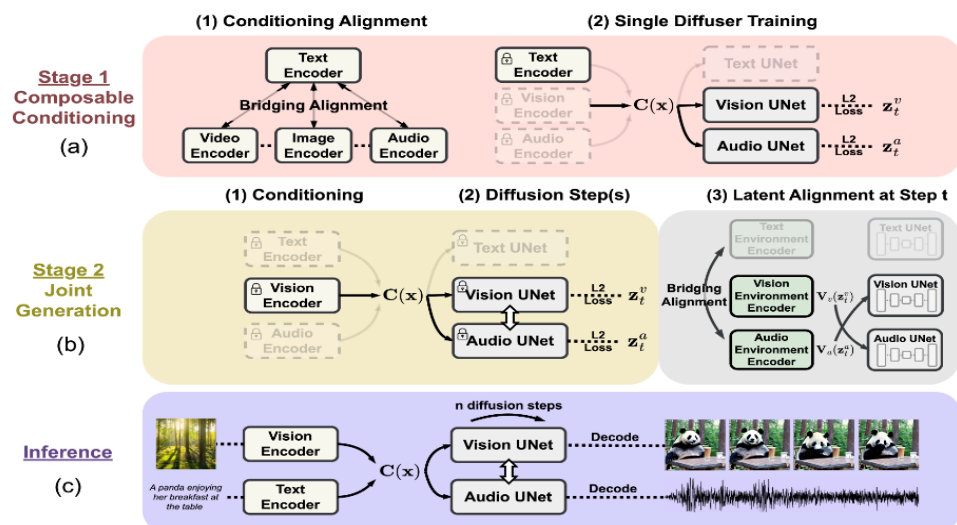 (1) Conditioning Alignment
(2) Single Diffuser Training
Stage 1
Composable
Conditioning
(a)
Text
Encoder
Bridging Alignment
Video
Encoder
Image
Encoder
Audio
Encoder
Text
Encoder
Vision
Encoder
Audio
Encoder
C(x)
Text UNet
Vision UNet
L2
Loss
z_t^v
Audio UNet
L2
Loss
z_t^a
(1) Conditioning
(2) Diffusion Step(s)
(3) Latent Alignment at Step t
Stage 2
Joint
Generation
(b)
Text
Encoder
Vision
Encoder
Audio
Encoder
C(x)
Text UNet
Vision UNet
L2
Loss
z_t^v
Audio UNet
L2
Loss
z_t^a
Bridging
Alignment
Text
Environment
Encoder
Vision
Environment
Encoder
Audio
Environment
Encoder
V_v(z_t^v)
V_a(z_t^a)
Text UNet
Vision UNet
Audio UNet
Inference
(c)
A panda enjoying
her breakfast at
the table
Vision
Encoder
Text
Encoder
C(x)
n diffusion steps
Vision UNet
Audio UNet
Decode
Decode